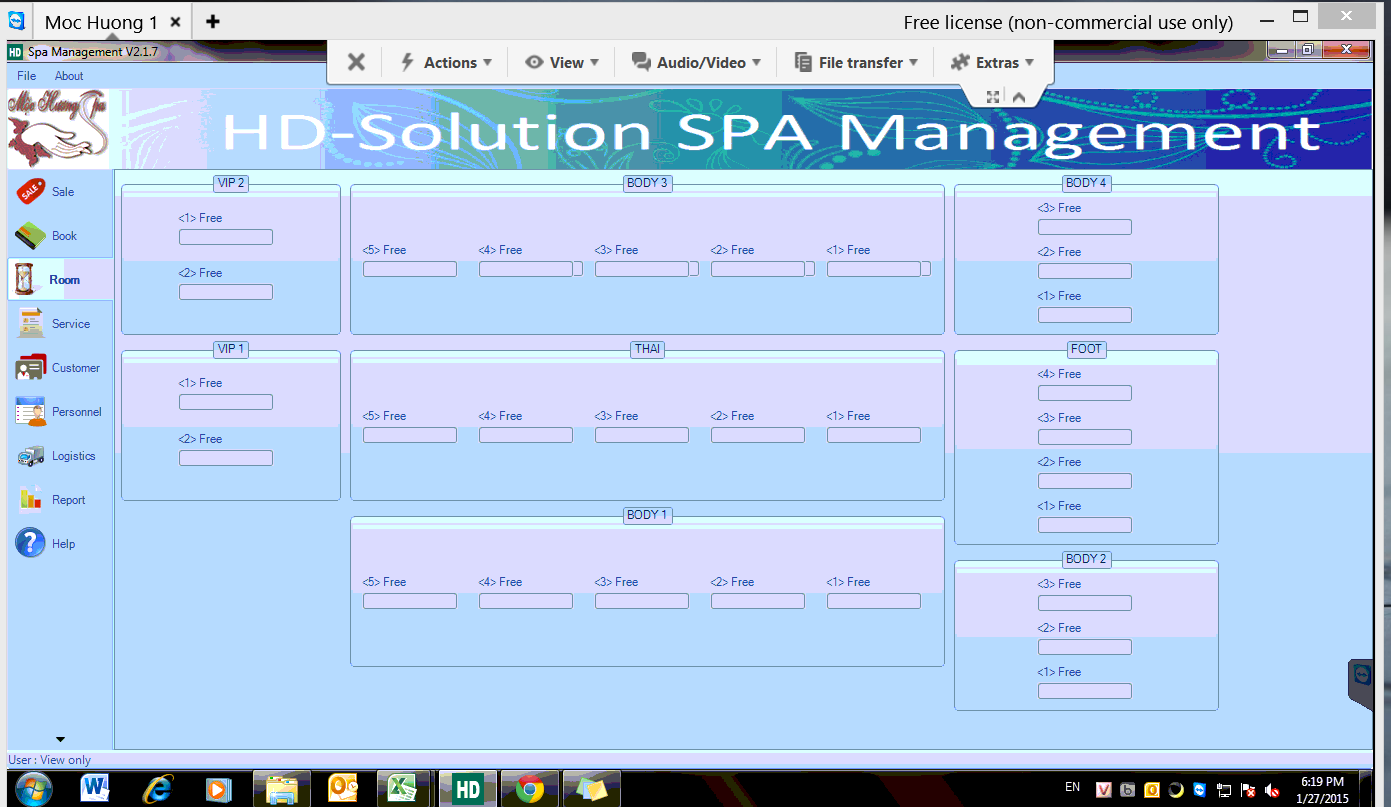 Moc Huong 1
Free license (non-commercial use only)
HD Spa Management V2.1.7
Actions
View
Audio/Video
File transfer
Extras
File About
Mộc Hương Spa
HD-Solution SPA Management
SALE
Sale
Book
Room
Service
Customer
Personnel
Logistics
Report
Help
VIP 2
<1> Free
<2> Free
BODY 3
<5> Free <4> Free <3> Free <2> Free <1> Free
BODY 4
<3> Free
<2> Free
<1> Free
VIP 1
<1> Free
<2> Free
THAI
<5> Free <4> Free <3> Free <2> Free <1> Free
FOOT
<4> Free
<3> Free
<2> Free
<1> Free
BODY 1
<5> Free <4> Free <3> Free <2> Free <1> Free
BODY 2
<3> Free
<2> Free
<1> Free
User : View only
HD
EN
6:19 PM
1/27/2015